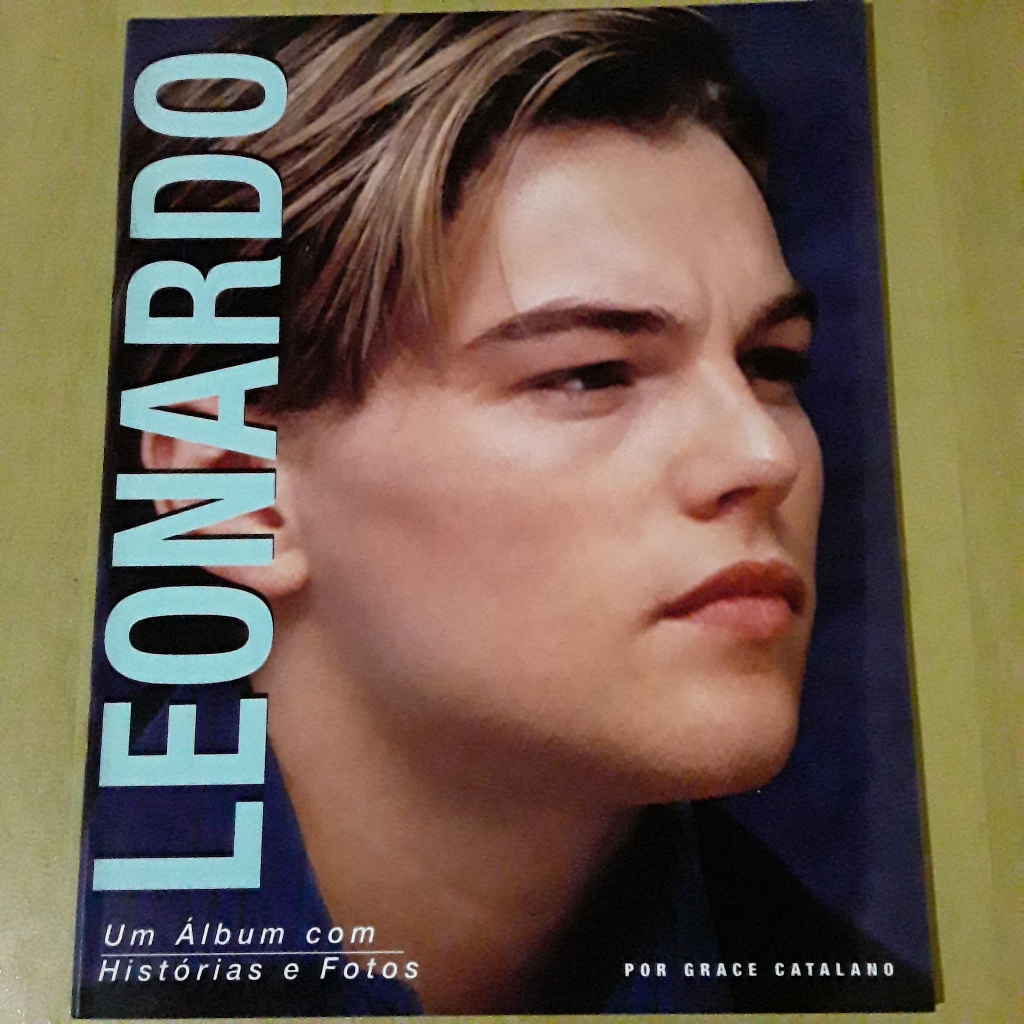 LEONARDO
Um Álbum com
Histórias e Fotos
POR GRACE CATALANO